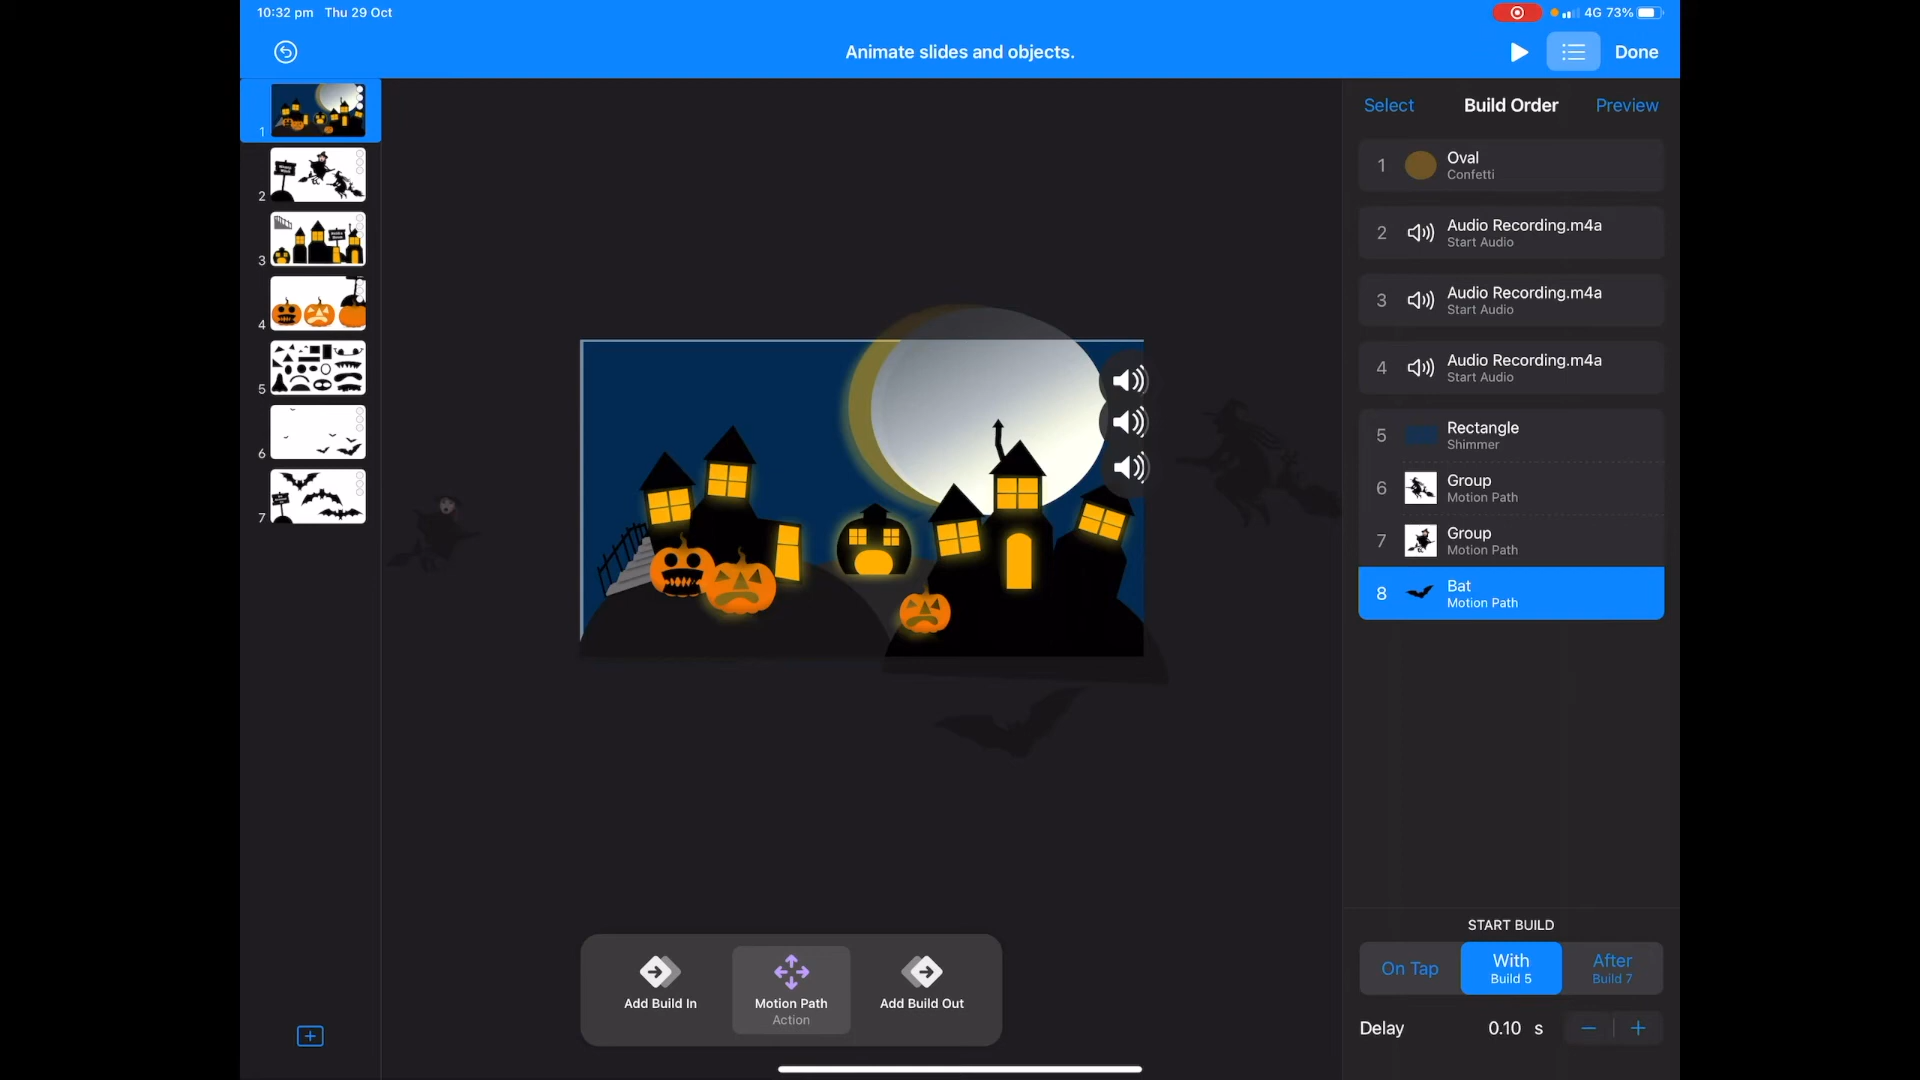 10:32 pm Thu 29 Oct
4G 73%
Animate slides and objects.
Done
1
2
3
4
5
6
7
Select
Build Order
Preview
1
Oval
Confetti
2
Audio Recording.m4a
Start Audio
3
Audio Recording.m4a
Start Audio
4
Audio Recording.m4a
Start Audio
5
Rectangle
Shimmer
6
Group
Motion Path
7
Group
Motion Path
8
Bat
Motion Path
Add Build In
Motion Path
Action
Add Build Out
START BUILD
On Tap
With
Build 5
After
Build 7
Delay
0.10 s